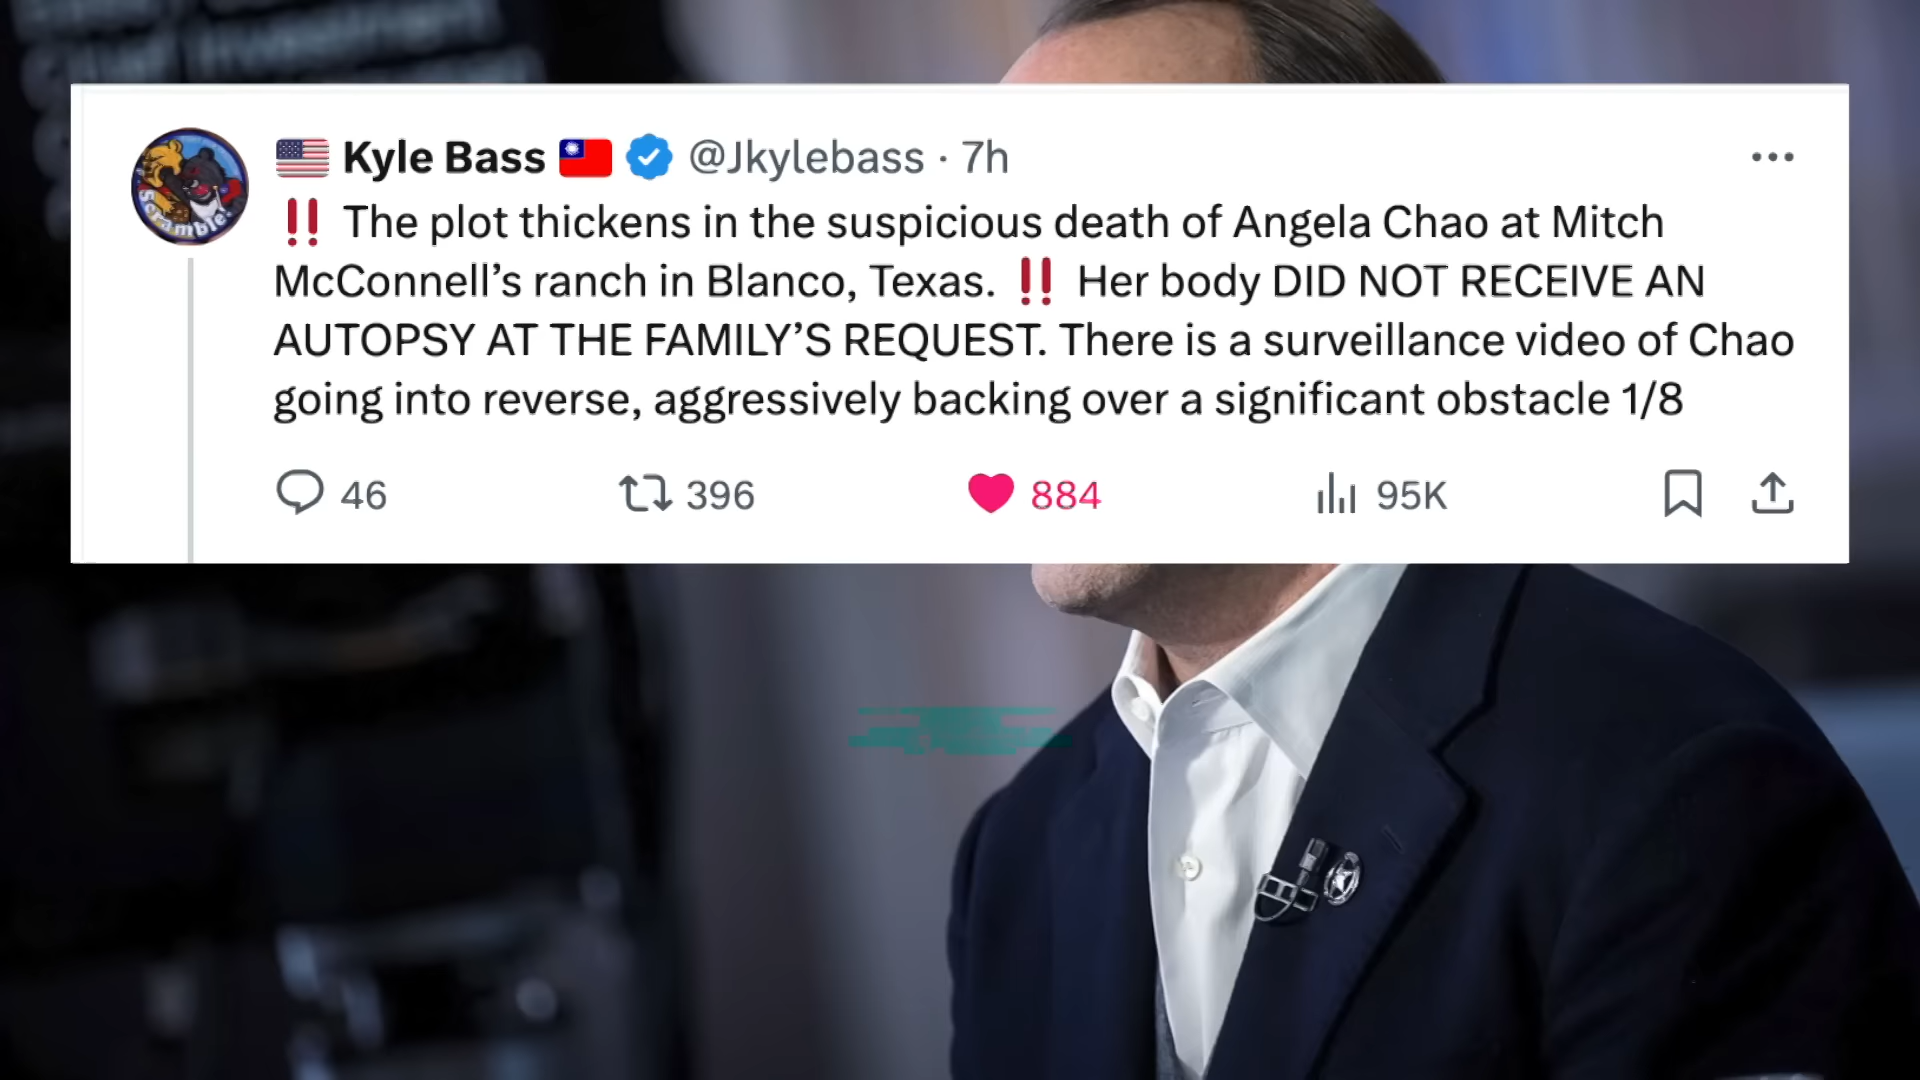 Chief Investment
🇺🇸 Kyle Bass 🇹🇼 @Jkylebass · 7h
‼️ The plot thickens in the suspicious death of Angela Chao at Mitch
McConnell’s ranch in Blanco, Texas. ‼️ Her body DID NOT RECEIVE AN
AUTOPSY AT THE FAMILY’S REQUEST. There is a surveillance video of Chao
going into reverse, aggressively backing over a significant obstacle 1/8
46 396 884 95K